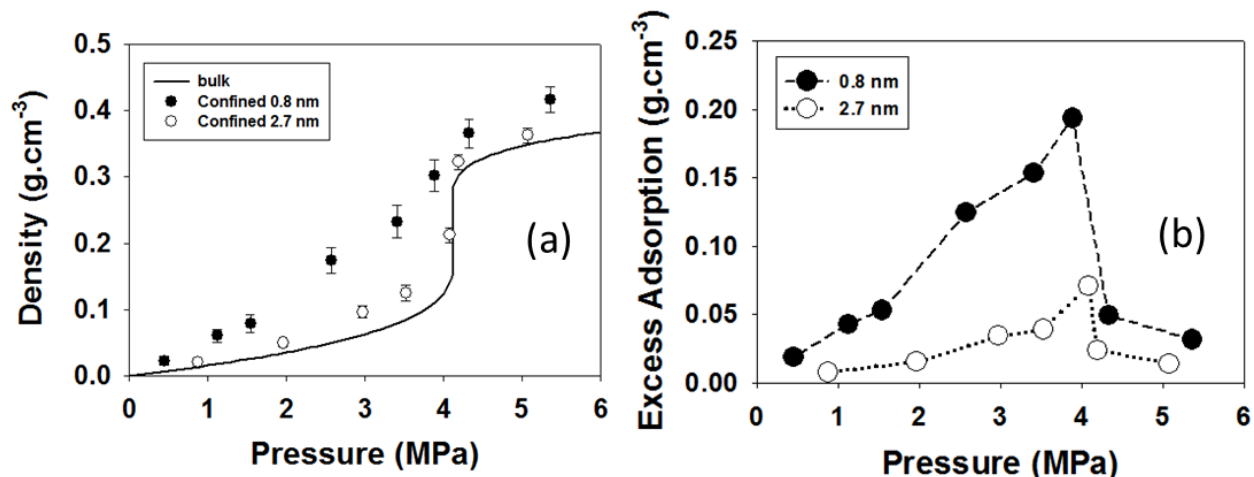 Density (g.cm-3)
0.5
0.4
0.3
0.2
0.1
0.0
bulk
Confined 0.8 nm
Confined 2.7 nm
(a)
0 1 2 3 4 5 6
Pressure (MPa)
Excess Adsorption (g.cm-3)
0.25
0.20
0.15
0.10
0.05
0.00
0.8 nm
2.7 nm
(b)
0 1 2 3 4 5 6
Pressure (MPa)